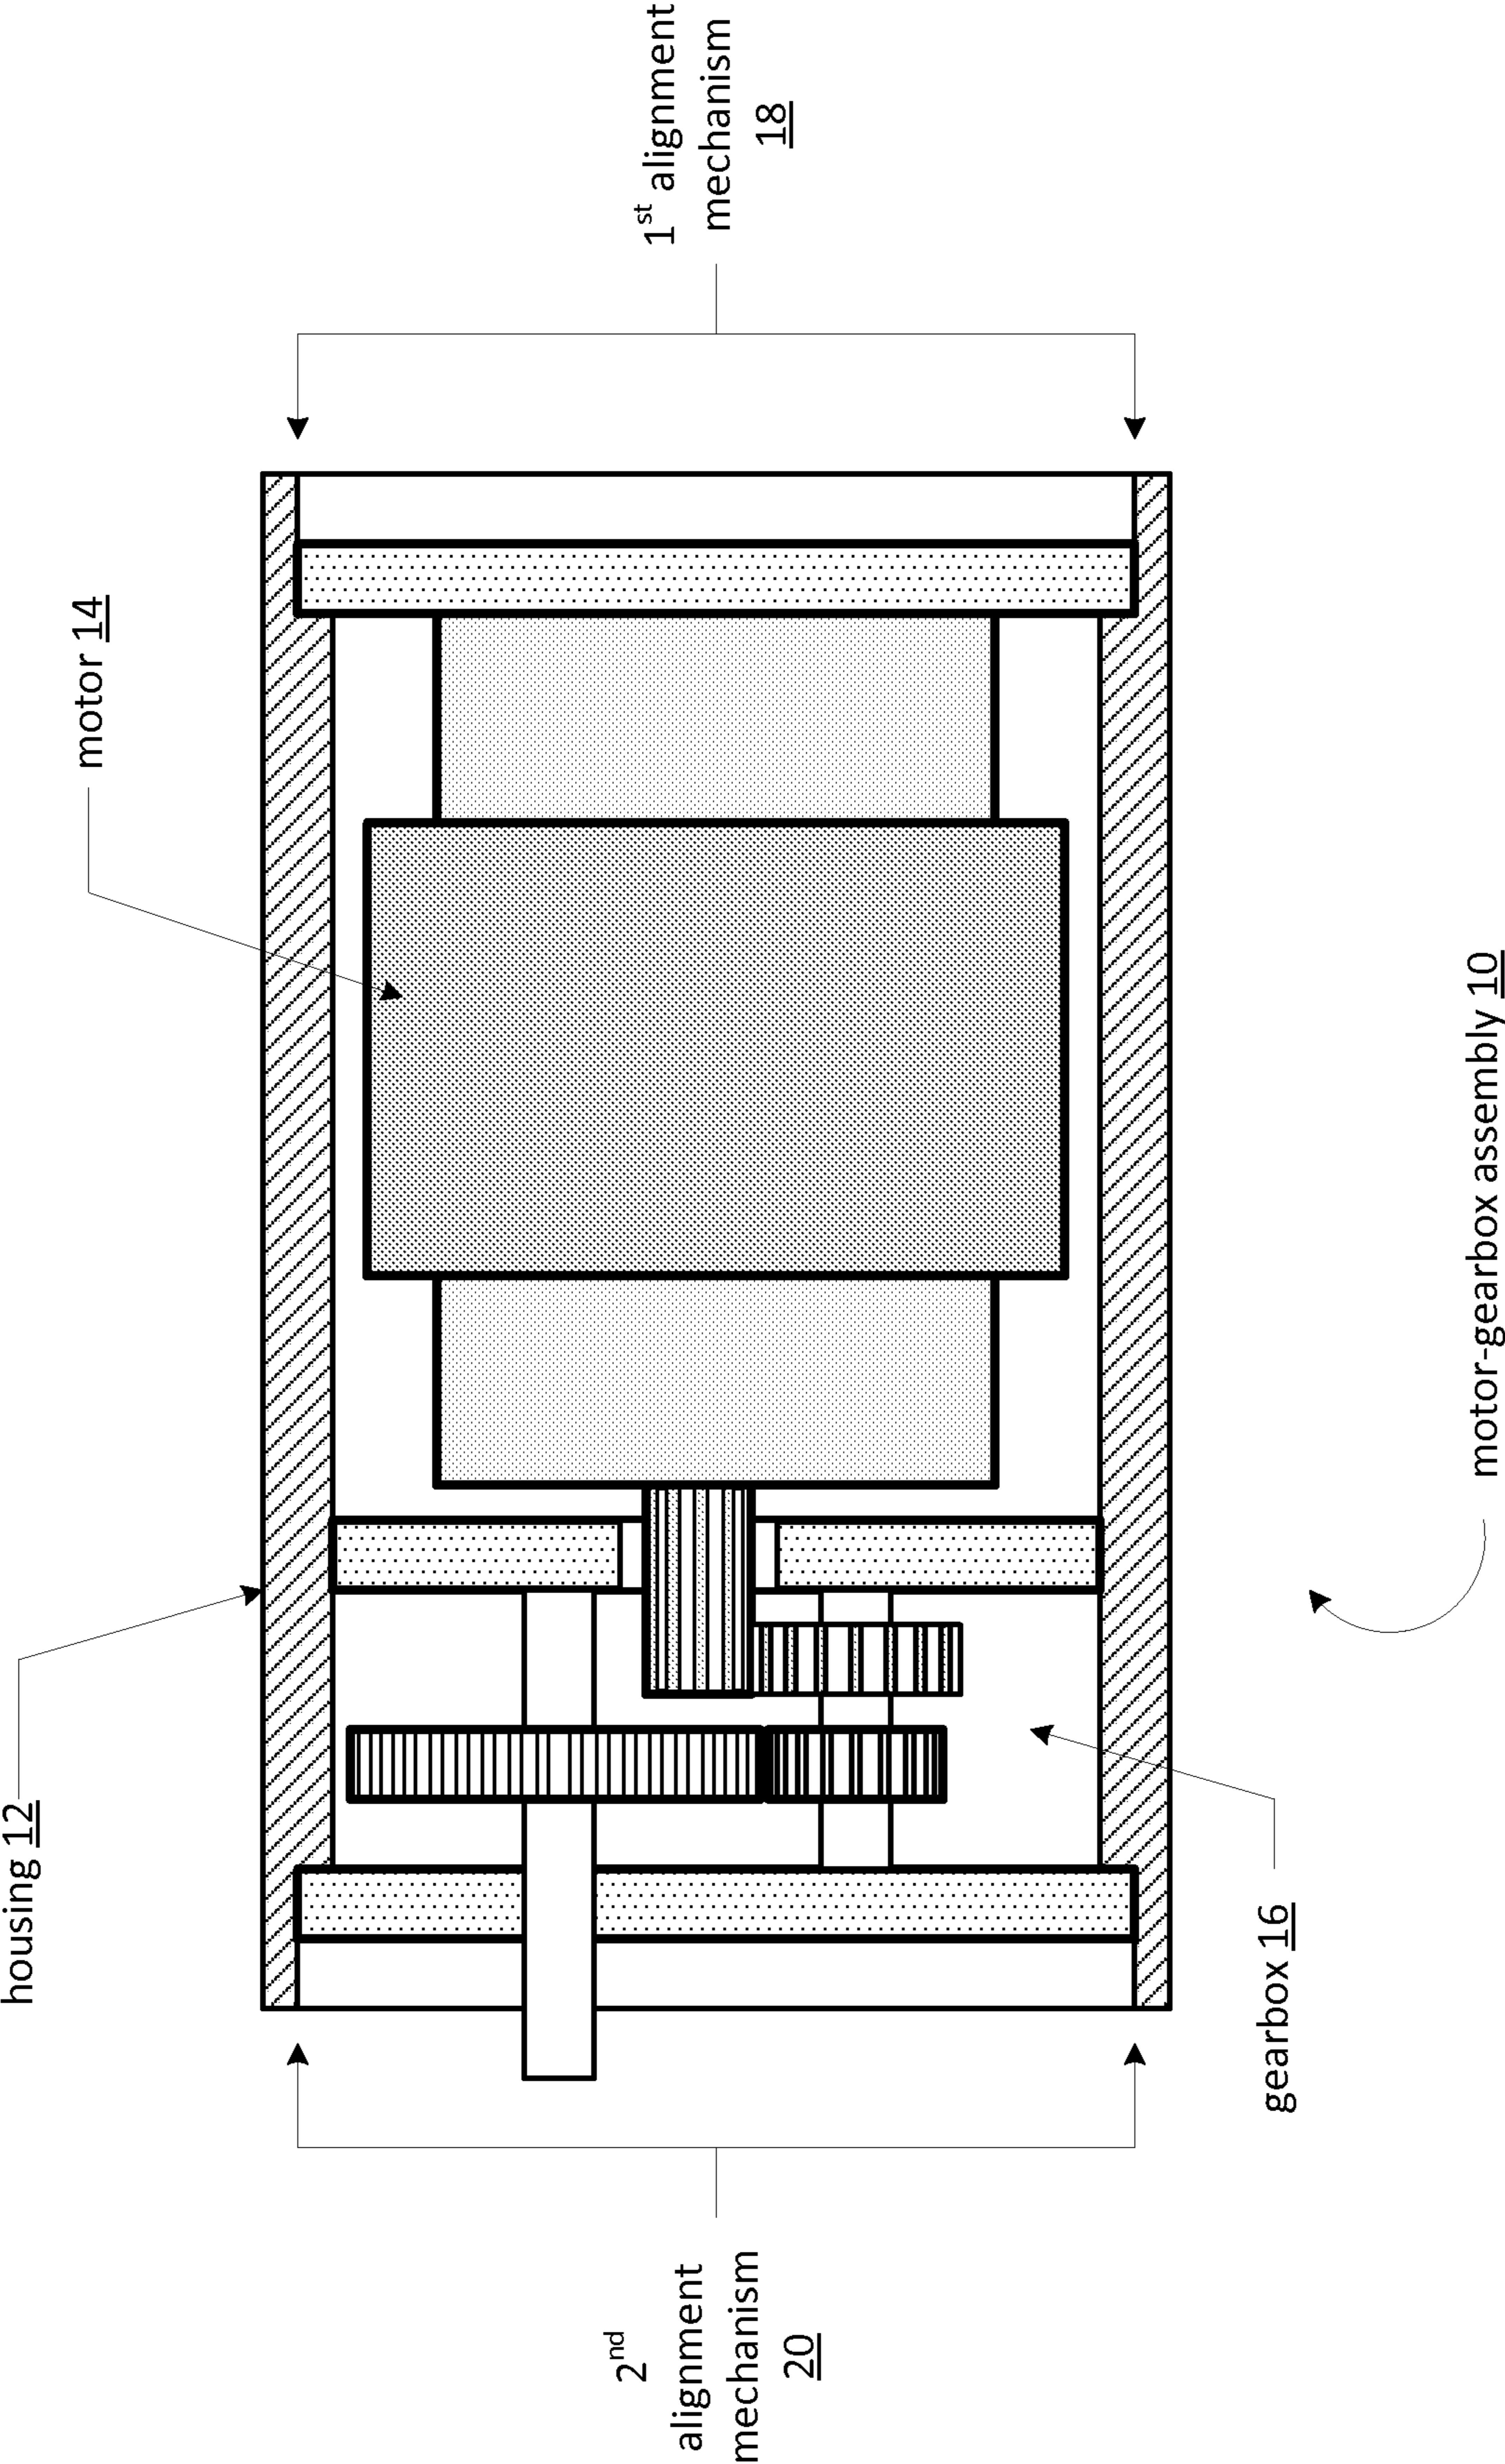 housing 12
motor 14
2nd
alignment
mechanism
20
1st alignment
mechanism
18
gearbox 16
motor-gearbox assembly 10